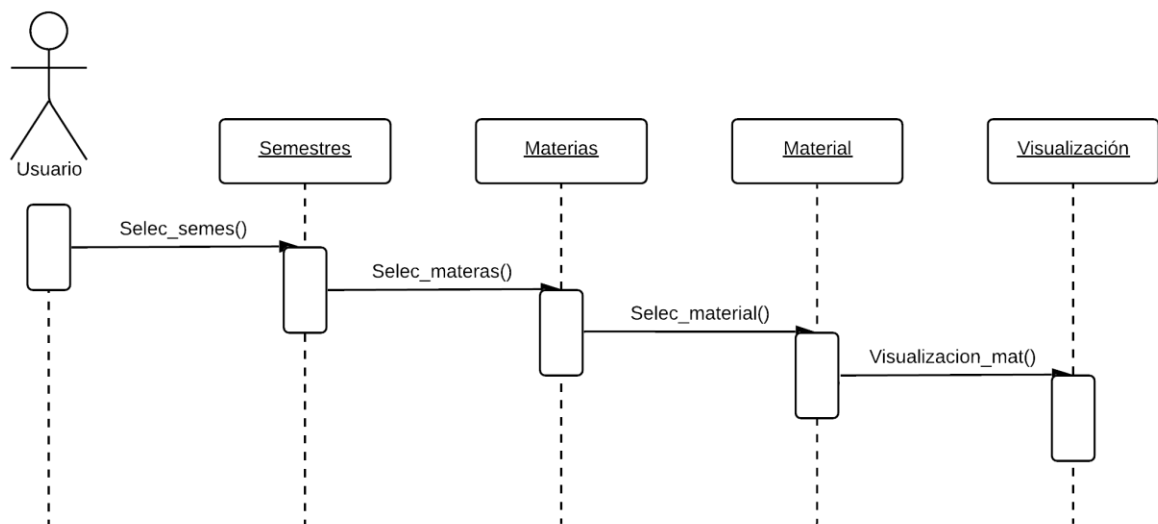 Usuario
Semestres
Materias
Material
Visualización
Selec_semes()
Selec_materas()
Selec_material()
Visualizacion_mat()